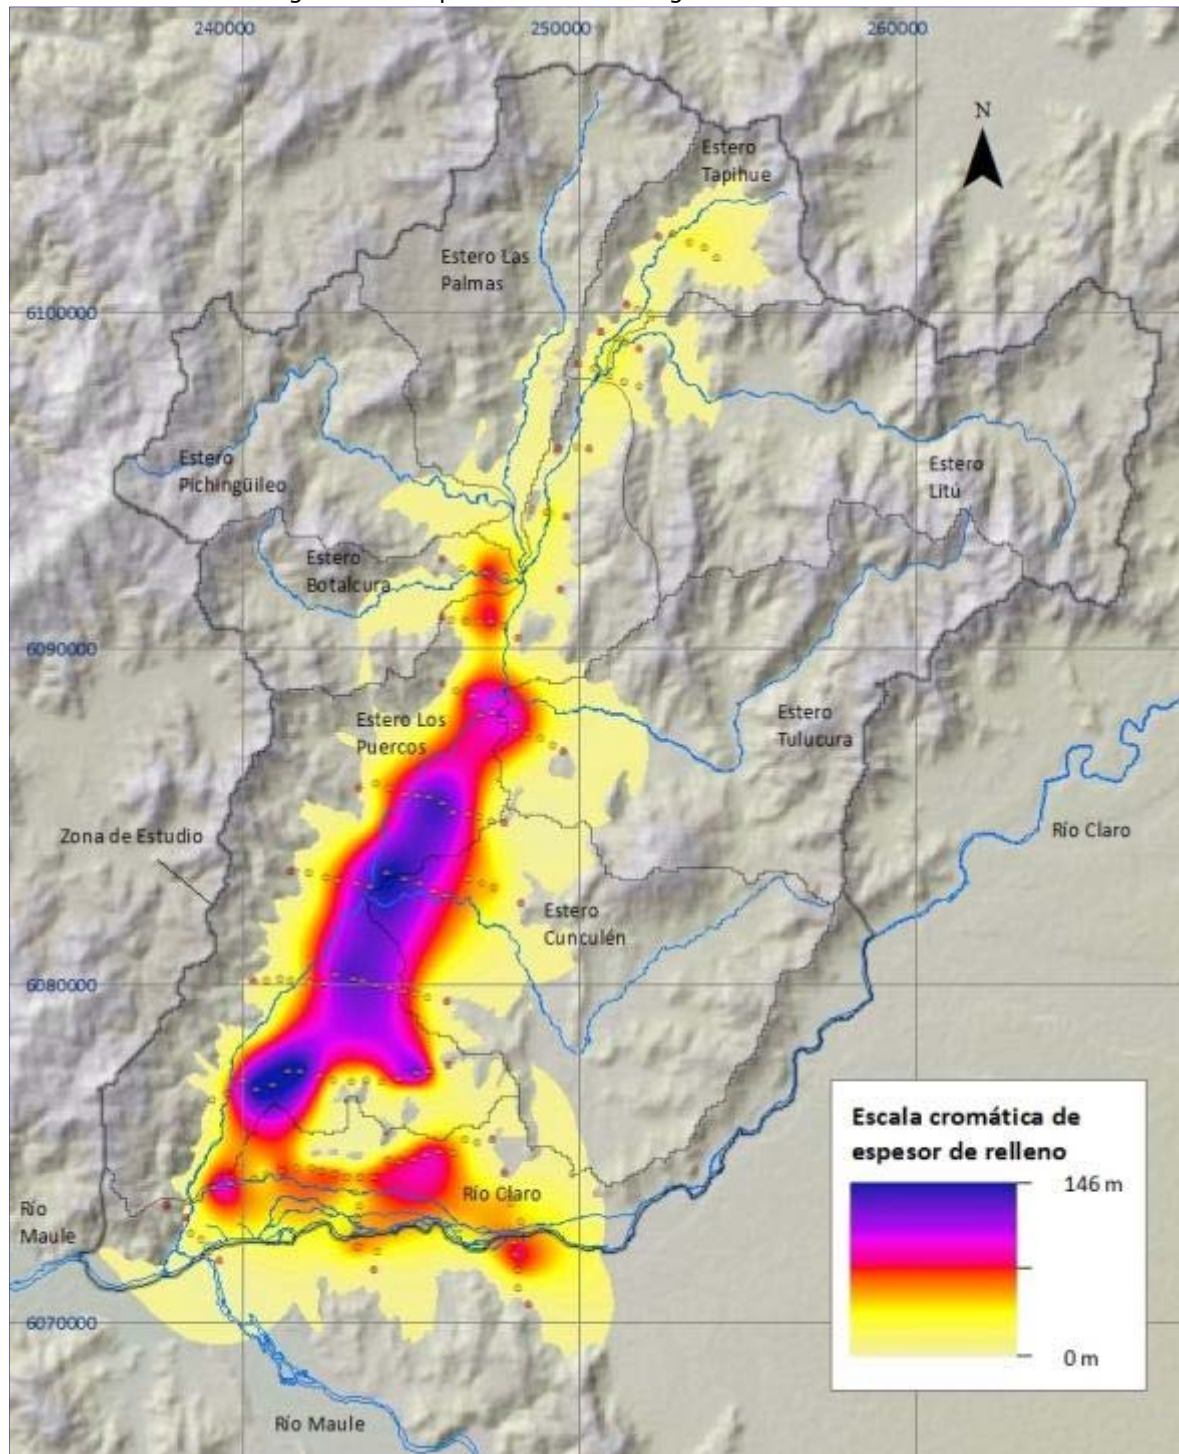 240000
250000
260000
N
Estero
Tapihue
Estero Las
Palmas
6100000
Estero
Pichingüileo
Estero
Litú
Estero
Botalcura
6090000
Estero Los
Puercos
Estero
Tulucura
Zona de Estudio
Río Claro
Estero
Cunculén
6080000
Escala cromática de
espesor de relleno
146 m
0 m
Río Claro
Río
Maule
6070000
Río Maule